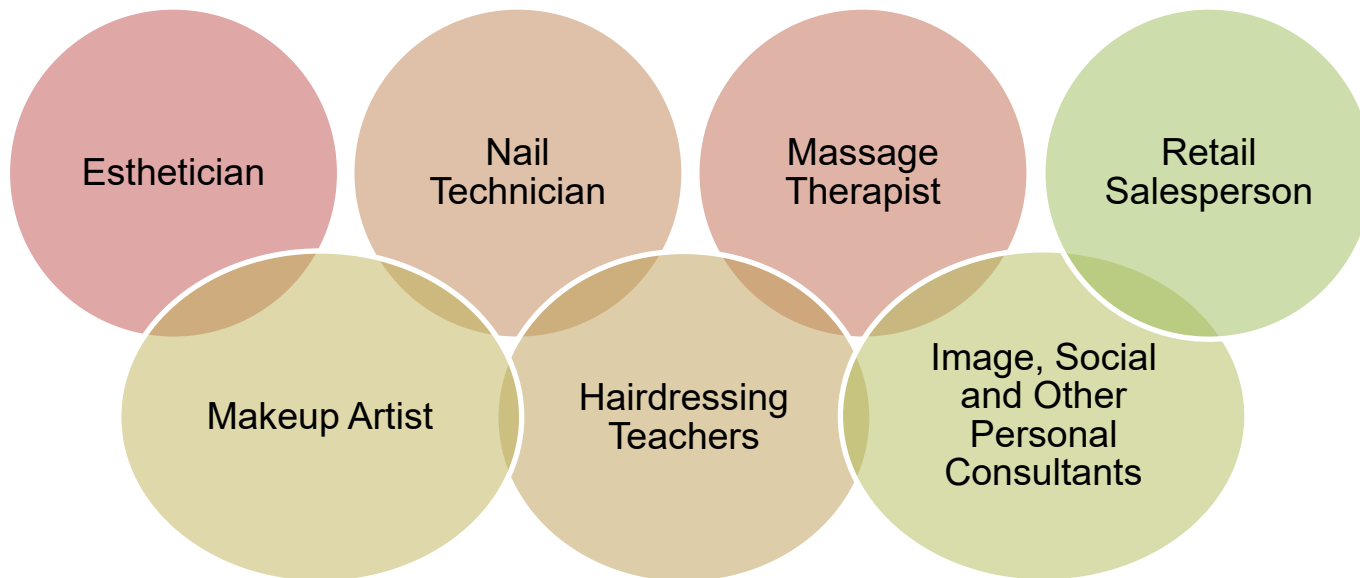 Esthetician
Nail
Technician
Massage
Therapist
Retail
Salesperson
Makeup Artist
Hairdressing
Teachers
Image, Social
and Other
Personal
Consultants